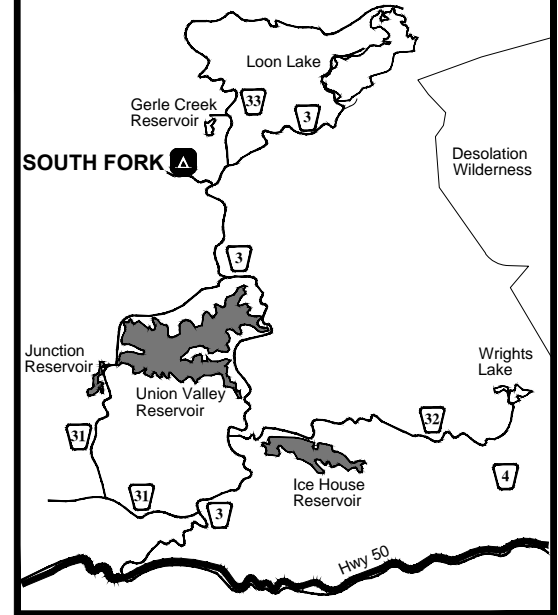 Loon Lake
33
3
Gerle Creek
Reservoir
SOUTH FORK
Desolation
Wilderness
3
Junction
Reservoir
Union Valley
Reservoir
Wrights
Lake
31
32
4
Ice House
Reservoir
31
3
Hwy 50